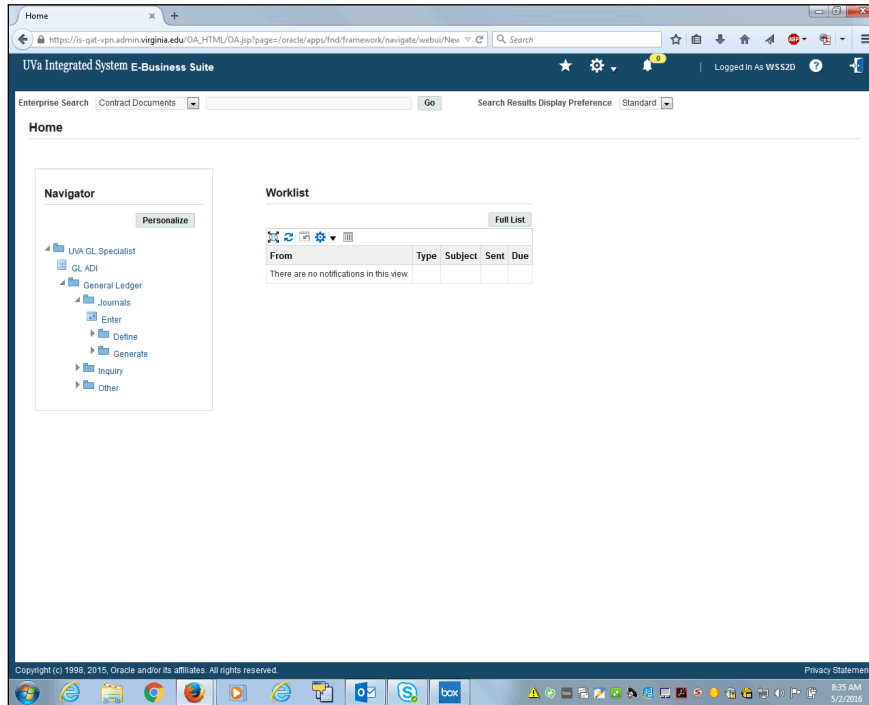 Home
https://is-qat-vpn.admin.virginia.edu/OA_HTML/OA.jsp?page=/oracle/apps/fnd/framework/navigate/webui/New
Search
ABP
UVa Integrated System E-Business Suite
0
Logged In As WSS2D
?
Enterprise Search Contract Documents Go Search Results Display Preference Standard
Home
Navigator
Personalize
UVA GL Specialist
GL ADI
General Ledger
Journals
Enter
Define
Generate
Inquiry
Other
Worklist
Full List
From Type Subject Sent Due
There are no notifications in this view.
Copyright (c) 1998, 2015, Oracle and/or its affiliates. All rights reserved. Privacy Statemen
box
8:35 AM
5/2/2016